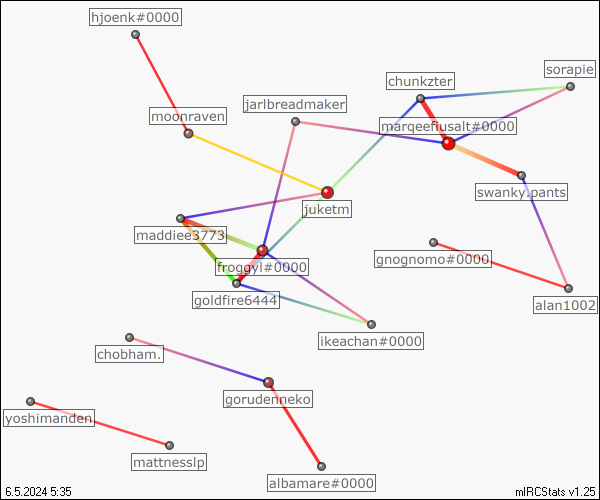 hjoenk#0000
sorapie
chunkzter
jarlbreadmaker
moonraven
marqeefiusalt#0000
swanky.pants
juketm
maddiee3773
gnognomo#0000
froggyl#0000
goldfire6444
alan1002
ikeachan#0000
chobham.
gorudenneko
yoshimanden
mattnesslp
albamare#0000
6.5.2024 5:35
mIRCStats v1.25